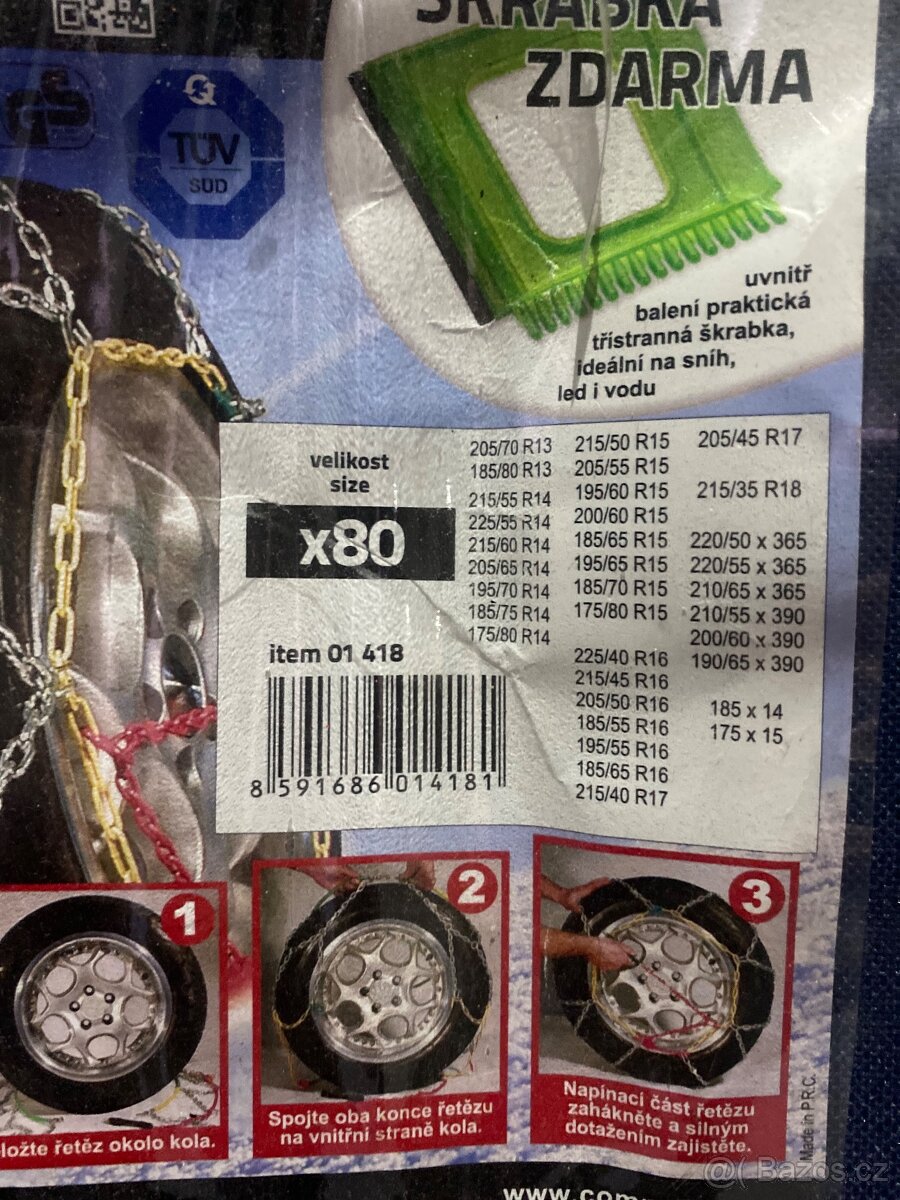 ŠKRABKA
ZDARMA
TÜV
SÜD
uvnitř
balení praktická
třístranná škrabka,
ideální na sníh,
led i vodu
velikost
size
x80
item 01 418
8 591686 014181
205/70 R13
185/80 R13
215/55 R14
225/55 R14
215/60 R14
205/65 R14
195/70 R14
185/75 R14
175/80 R14
215/50 R15
205/55 R15
195/60 R15
200/60 R15
185/65 R15
195/65 R15
185/70 R15
175/80 R15
225/40 R16
215/45 R16
205/50 R16
185/55 R16
195/55 R16
185/65 R16
215/40 R17
205/45 R17
215/35 R18
220/50 x 365
220/55 x 365
210/65 x 365
210/55 x 390
200/60 x 390
190/65 x 390
185 x 14
175 x 15
1
ložte řetěz okolo kola.
2
Spojte oba konce řetězu
na vnitřní straně kola.
3
Napínací část řetězu
zahákněte a silným
dotažením zajistěte.
Made in P.R.C.
www.com
@( Bazos.cz